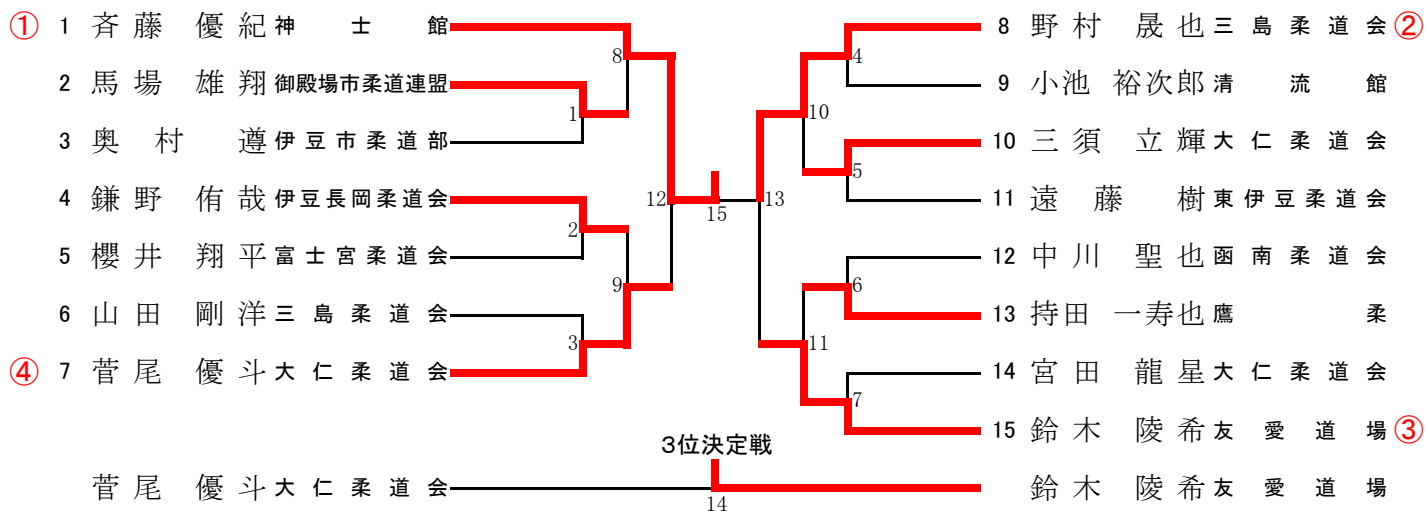 ① 1 斉藤 優紀 神士館
2 馬場 雄翔 御殿場市柔道連盟
3 奥村 遵 伊豆市柔道部
4 鎌野 侑哉 伊豆長岡柔道会
5 櫻井 翔平 富士宮柔道会
6 山田 剛洋 三島柔道会
④ 7 菅尾 優斗 大仁柔道会
8
1
2
9
3
12
15
13
4
10
5
6
11
7
8 野村 晟也 三島柔道会 ②
9 小池 裕次郎 清流館
10 三須 立輝 大仁柔道会
11 遠藤 樹 東伊豆柔道会
12 中川 聖也 函南柔道会
13 持田 一寿也 鷹柔
14 宮田 龍星 大仁柔道会
15 鈴木 陵希 友愛道場 ③
3位決定戦
菅尾 優斗 大仁柔道会
14
鈴木 陵希 友愛道場